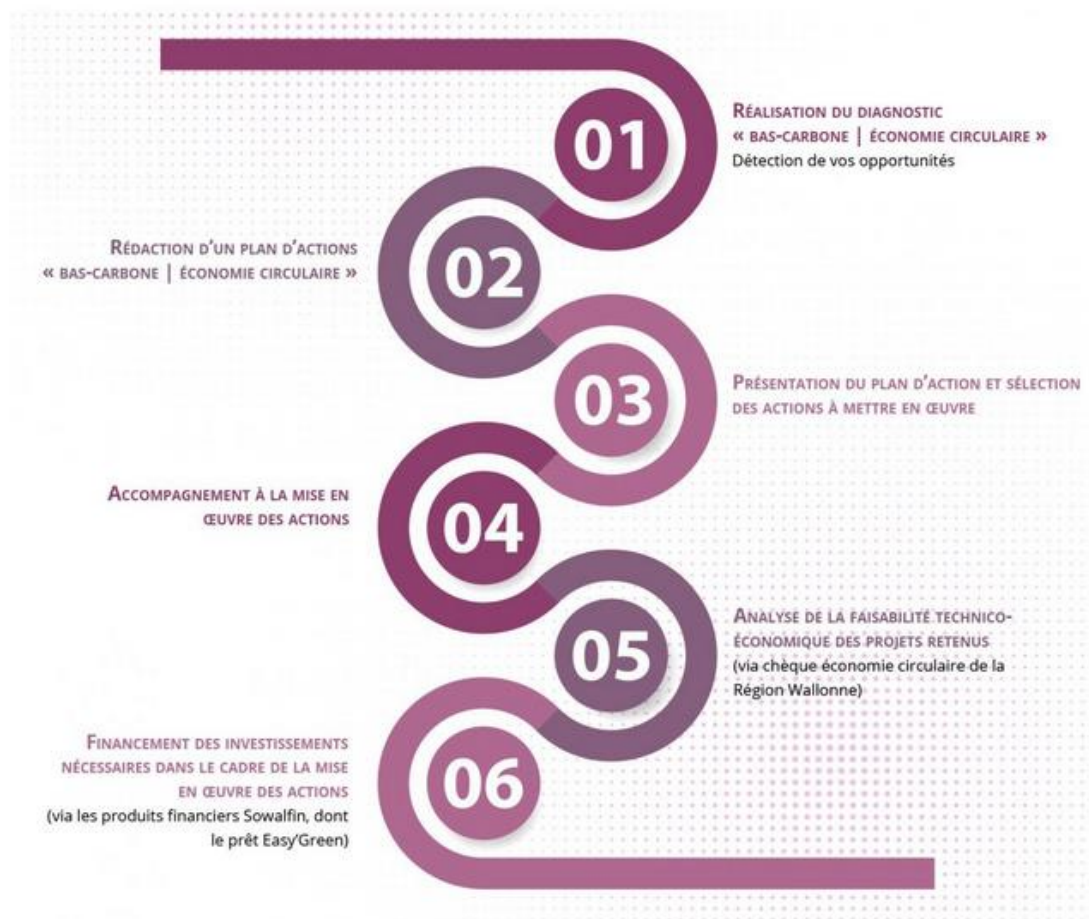 01
RÉALISATION DU DIAGNOSTIC
« BAS-CARBONE | ÉCONOMIE CIRCULAIRE »
Détection de vos opportunités
02
RÉDACTION D'UN PLAN D'ACTIONS
« BAS-CARBONE | ÉCONOMIE CIRCULAIRE »
03
PRÉSENTATION DU PLAN D'ACTION ET SÉLECTION
DES ACTIONS À METTRE EN ŒUVRE
04
ACCOMPAGNEMENT À LA MISE EN
ŒUVRE DES ACTIONS
05
ANALYSE DE LA FAISABILITÉ TECHNICO-
ÉCONOMIQUE DES PROJETS RETENUS
(via chèque économie circulaire de la
Région Wallonne)
06
FINANCEMENT DES INVESTISSEMENTS
NÉCESSAIRES DANS LE CADRE DE LA MISE
EN ŒUVRE DES ACTIONS
(via les produits financiers Sowalfin, dont
le prêt Easy'Green)